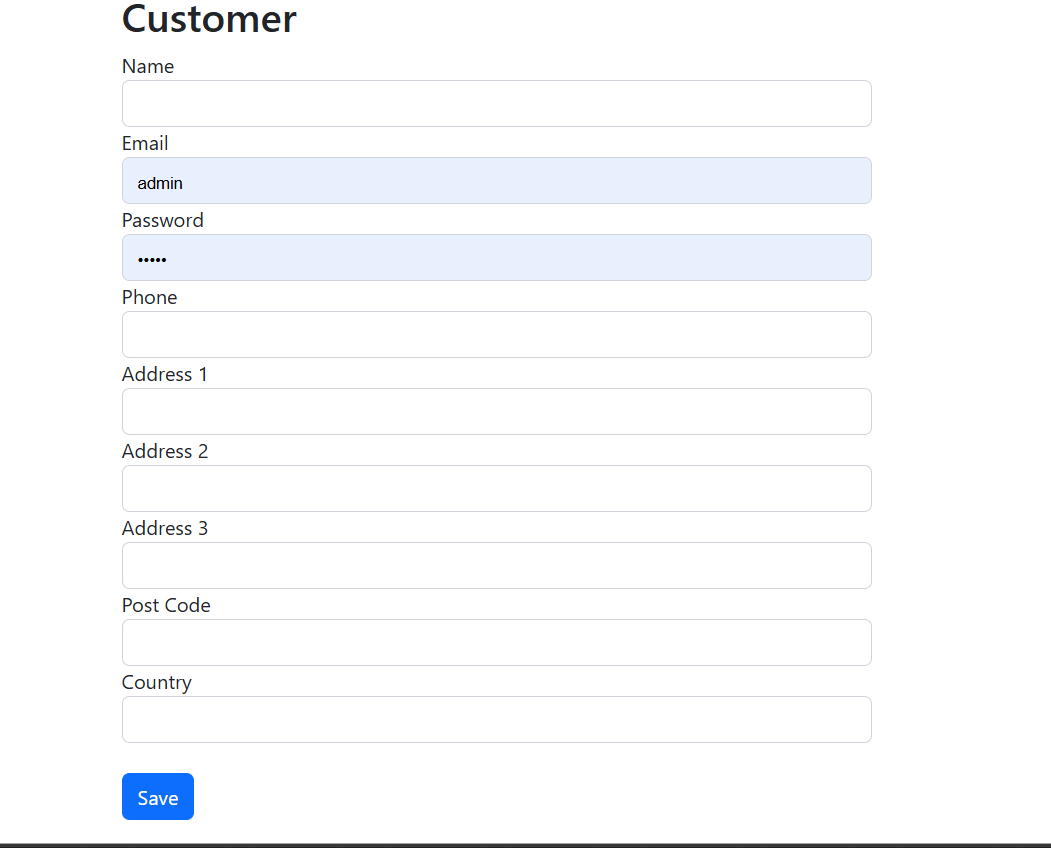 Customer
Name
Email
admin
Password
•••••
Phone
Address 1
Address 2
Address 3
Post Code
Country
Save